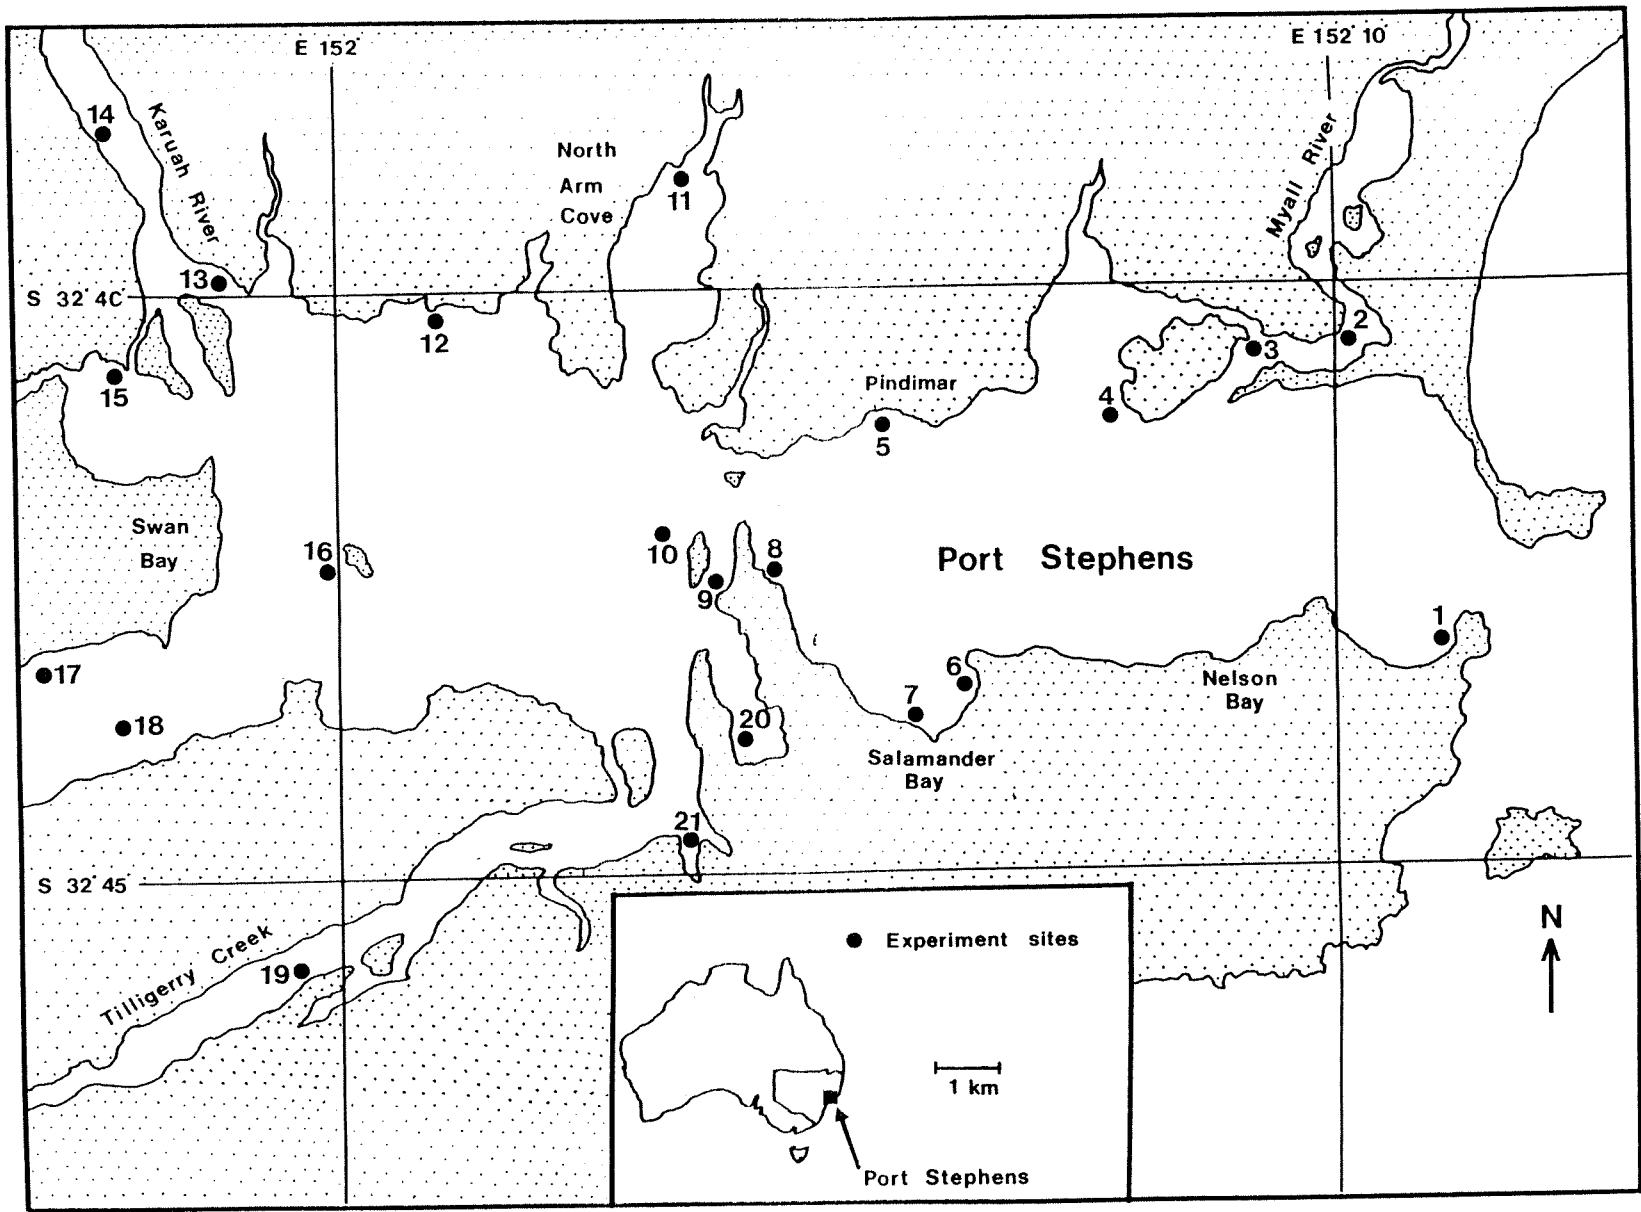 E 152°
E 152° 10'
14
Karuah River
North
Arm
Cove
11
Myall River
13
S 32° 4C'
12
2
3
15
Pindimar
4
5
Swan
Bay
16
10
8
9
Port Stephens
1
17
6
Nelson
Bay
18
7
20
Salamander
Bay
21
S 32° 45'
N
Experiment sites
Tilligerry Creek
19
1 km
Port Stephens